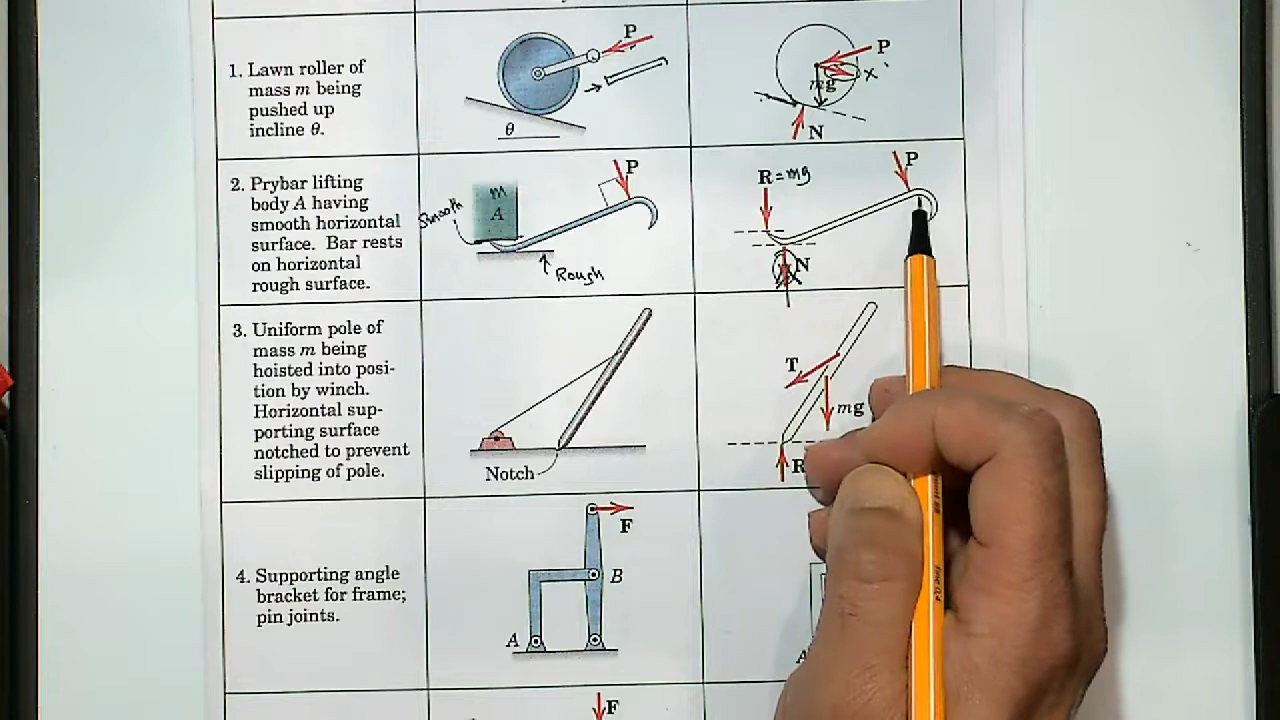 1. Lawn roller of
mass m being
pushed up
incline θ.
P
θ
P
x
mg
N
2. Prybar lifting
body A having
smooth horizontal
surface. Bar rests
on horizontal
rough surface.
P
m
A
Smooth
Rough
R = mg
P
N
3. Uniform pole of
mass m being
hoisted into posi-
tion by winch.
Horizontal sup-
porting surface
notched to prevent
slipping of pole.
Notch
T
mg
R
4. Supporting angle
bracket for frame;
pin joints.
F
B
A
A
F